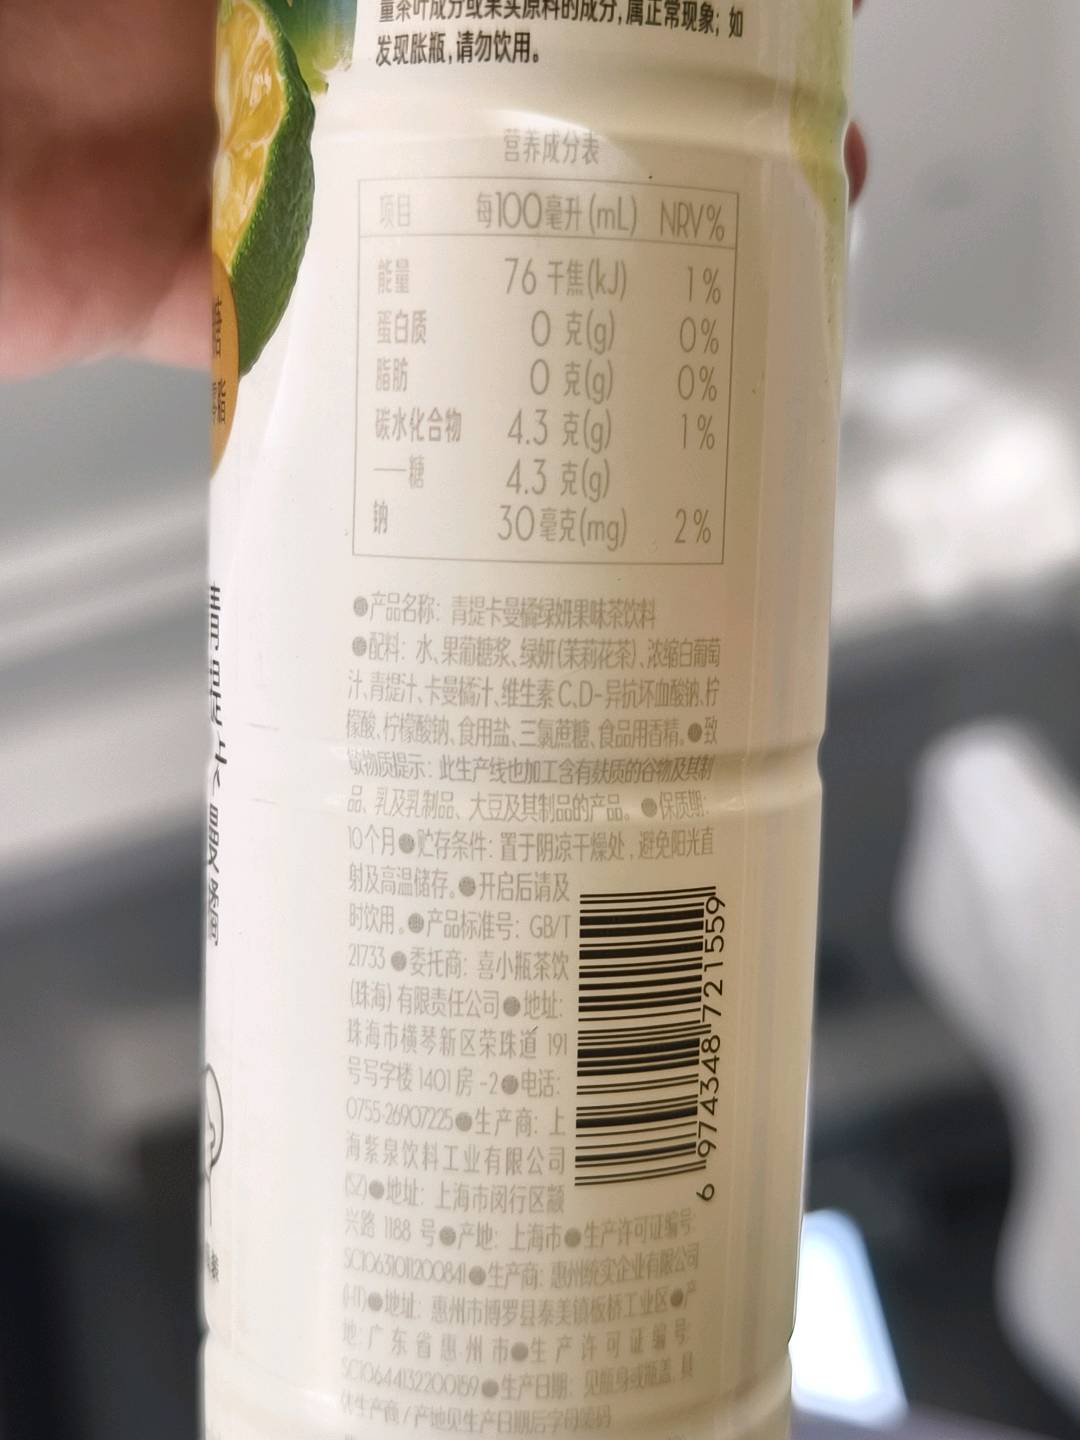 量茶叶成分或果实原料的成分,属正常现象;如
发现胀瓶,请勿饮用。
营养成分表
项目 每100毫升(mL) NRV%
能量 76 千焦(kJ) 1%
蛋白质 0 克(g) 0%
脂肪 0 克(g) 0%
碳水化合物 4.3 克(g) 1%
——糖 4.3 克(g)
钠 30毫克(mg) 2%
●产品名称: 青提卡曼橘绿妍果味茶饮料
●配料: 水、果葡糖浆、绿妍(茉莉花茶)、浓缩白葡萄
汁、青提汁、卡曼橘汁、维生素C、D-异抗坏血酸钠、柠
檬酸、柠檬酸钠、食用盐、三氯蔗糖、食品用香精。●致
敏物质提示: 此生产线也加工含有麸质的谷物及其制
品、乳及乳制品、大豆及其制品的产品。●保质期:
10个月●贮存条件: 置于阴凉干燥处,避免阳光直
射及高温储存。●开启后请及
时饮用。●产品标准号: GB/T
21733 ●委托商: 喜小瓶茶饮
(珠海)有限责任公司●地址:
珠海市横琴新区荣珠道 191
号写字楼1401房-2●电话:
0755-26907225●生产商: 上
海紫泉饮料工业有限公司
(XZ)●地址: 上海市闵行区颛
兴路 1188 号●产地: 上海市●生产许可证编号:
SC10631011200841●生产商: 惠州统实企业有限公司
(HT)●地址: 惠州市博罗县泰美镇板桥工业区●产
地: 广东省惠州市●生产许可证编号:
SC10644132200159●生产日期: 见瓶身或瓶盖,具
体生产商/产地见生产日期后字母编码
6 974348 721559
青提卡曼橘